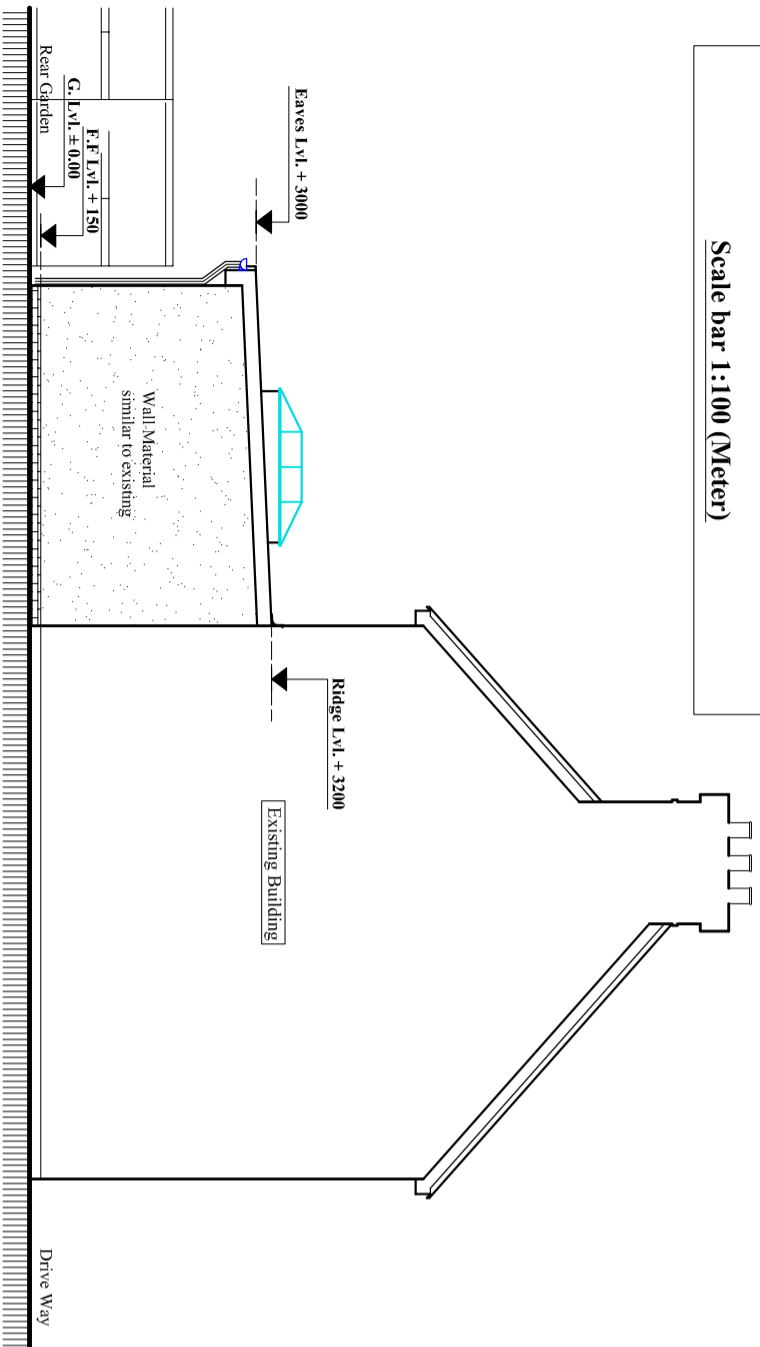 Scale bar 1:100 (Meter)
Eaves Lvl. + 3000
Ridge Lvl. + 3200
Existing Building
Wall-Material
similar to existing
F.F Lvl. + 150
G. Lvl. ± 0.00
Rear Garden
Drive Way